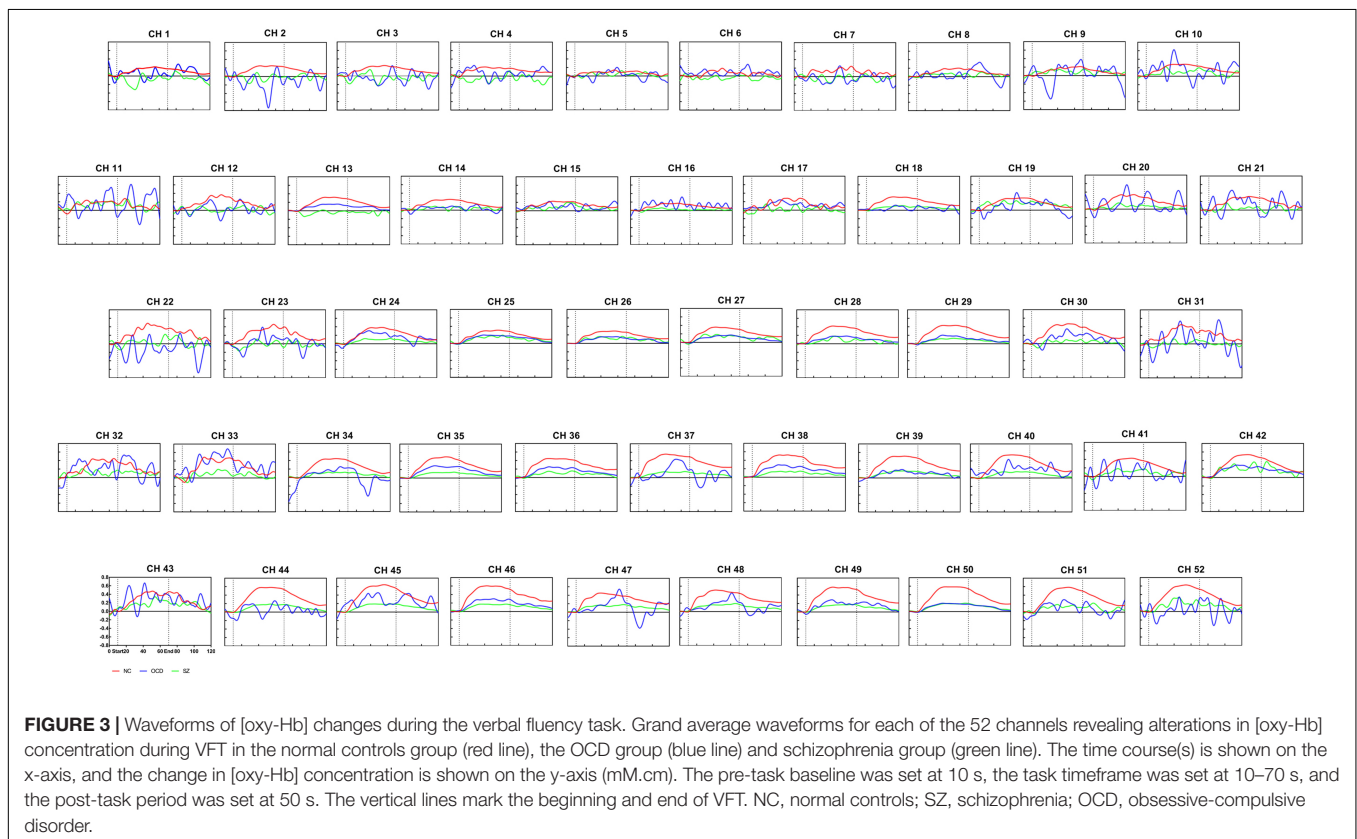 CH 1 CH 2 CH 3 CH 4 CH 5 CH 6 CH 7 CH 8 CH 9 CH 10
CH 11 CH 12 CH 13 CH 14 CH 15 CH 16 CH 17 CH 18 CH 19 CH 20 CH 21
CH 22 CH 23 CH 24 CH 25 CH 26 CH 27 CH 28 CH 29 CH 30 CH 31
CH 32 CH 33 CH 34 CH 35 CH 36 CH 37 CH 38 CH 39 CH 40 CH 41 CH 42
CH 43 CH 44 CH 45 CH 46 CH 47 CH 48 CH 49 CH 50 CH 51 CH 52
0.8
0.6
0.4
0.2
0.0
-0.2
-0.4
-0.6
-0.8
0 Start20 40 60 End 80 100 120
NC OCD SZ
FIGURE 3 | Waveforms of [oxy-Hb] changes during the verbal fluency task. Grand average waveforms for each of the 52 channels revealing alterations in [oxy-Hb]
concentration during VFT in the normal controls group (red line), the OCD group (blue line) and schizophrenia group (green line). The time course(s) is shown on the
x-axis, and the change in [oxy-Hb] concentration is shown on the y-axis (mM.cm). The pre-task baseline was set at 10 s, the task timeframe was set at 10–70 s, and
the post-task period was set at 50 s. The vertical lines mark the beginning and end of VFT. NC, normal controls; SZ, schizophrenia; OCD, obsessive-compulsive
disorder.